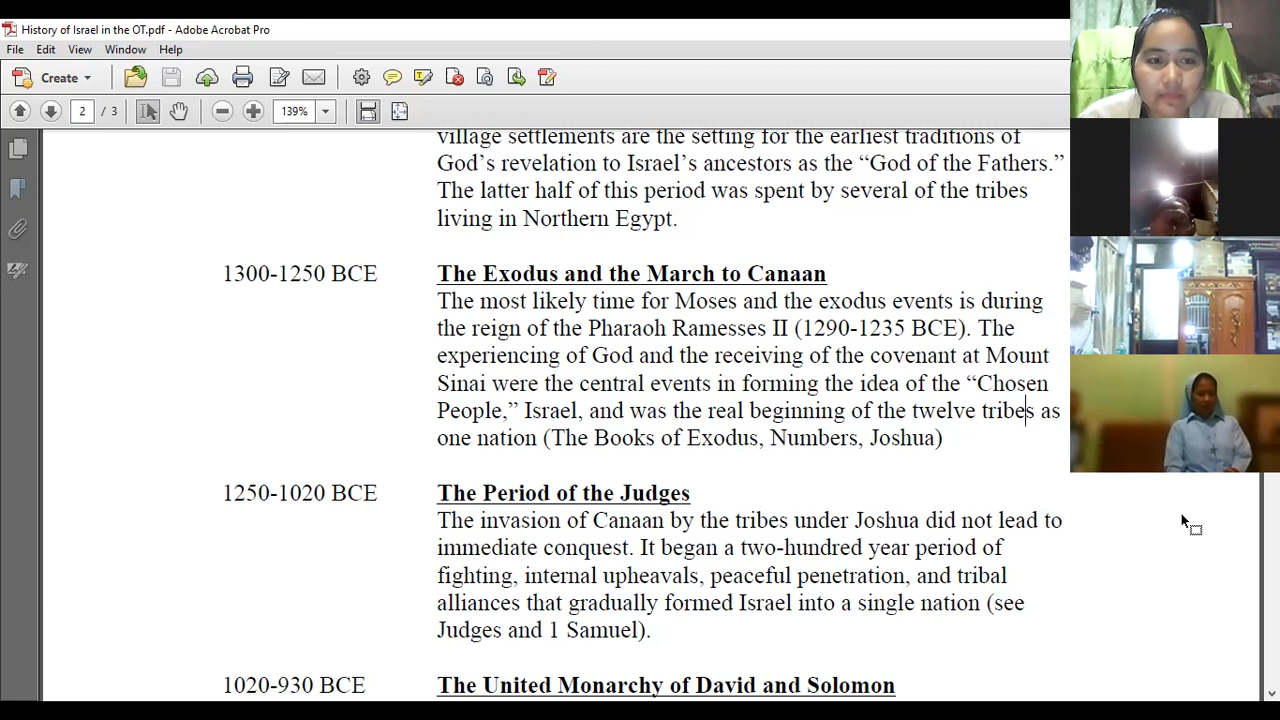 History of Israel in the OT.pdf - Adobe Acrobat Pro
File Edit View Window Help
Create
2 / 3 139%
village settlements are the setting for the earliest traditions of
God’s revelation to Israel’s ancestors as the “God of the Fathers.”
The latter half of this period was spent by several of the tribes
living in Northern Egypt.
1300-1250 BCE The Exodus and the March to Canaan
The most likely time for Moses and the exodus events is during
the reign of the Pharaoh Ramesses II (1290-1235 BCE). The
experiencing of God and the receiving of the covenant at Mount
Sinai were the central events in forming the idea of the “Chosen
People,” Israel, and was the real beginning of the twelve tribes as
one nation (The Books of Exodus, Numbers, Joshua)
1250-1020 BCE The Period of the Judges
The invasion of Canaan by the tribes under Joshua did not lead to
immediate conquest. It began a two-hundred year period of
fighting, internal upheavals, peaceful penetration, and tribal
alliances that gradually formed Israel into a single nation (see
Judges and 1 Samuel).
1020-930 BCE The United Monarchy of David and Solomon